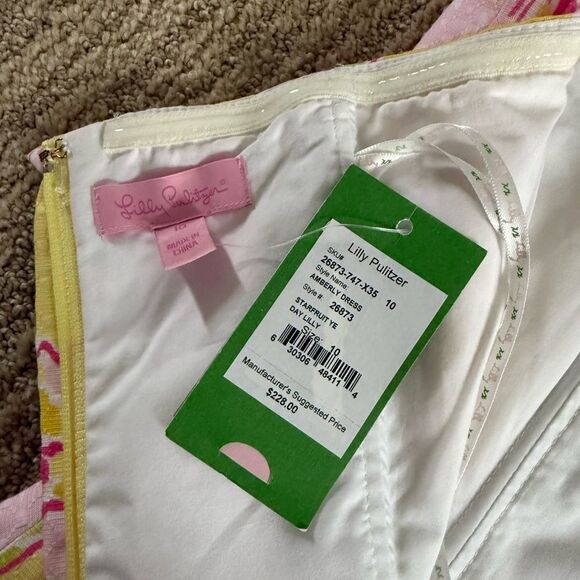 Lilly Pulitzer
10
MADE IN
CHINA
Lilly Pulitzer
SKU#
26873-747-X35 10
Style Name:
AMBERLY DRESS
Style #: 26873
STARFRUIT YE
DAY LILLY
Size: 10
6 30306 48411 4
Manufacturer's Suggested Price
$228.00